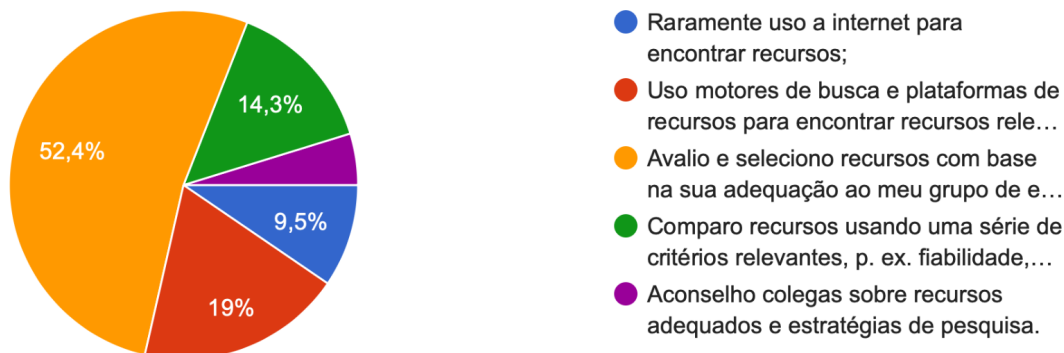 52,4%
14,3%
9,5%
19%
Raramente uso a internet para
encontrar recursos;
Uso motores de busca e plataformas de
recursos para encontrar recursos rele…
Avalio e seleciono recursos com base
na sua adequação ao meu grupo de e…
Comparo recursos usando uma série de
critérios relevantes, p. ex. fiabilidade,…
Aconselho colegas sobre recursos
adequados e estratégias de pesquisa.